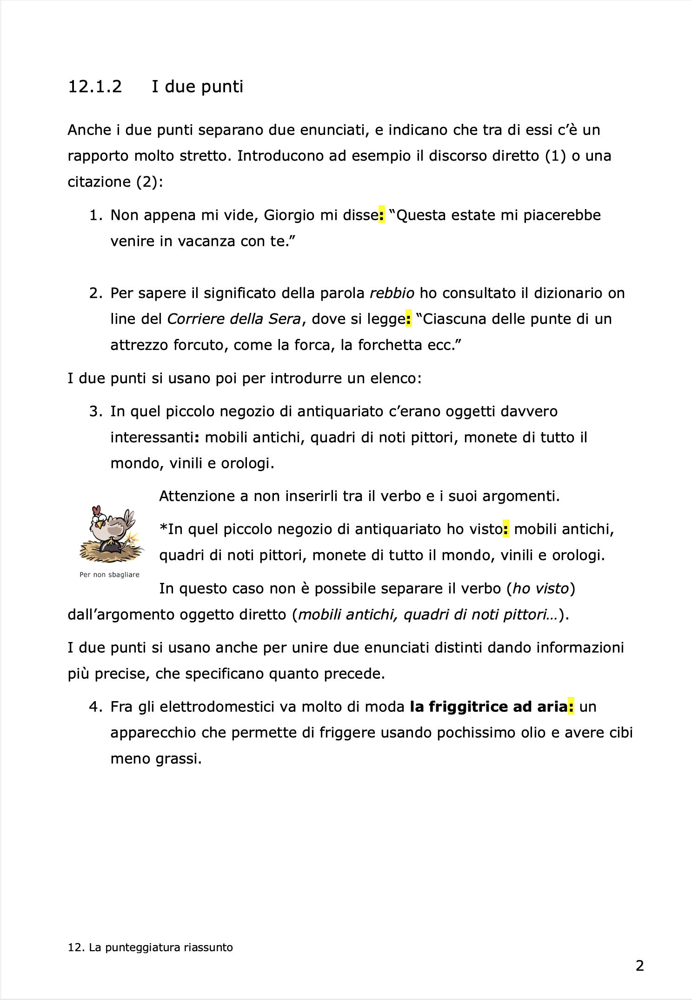 12.1.2 I due punti
Anche i due punti separano due enunciati, e indicano che tra di essi c’è un
rapporto molto stretto. Introducono ad esempio il discorso diretto (1) o una
citazione (2):
1. Non appena mi vide, Giorgio mi disse: “Questa estate mi piacerebbe
venire in vacanza con te.”
2. Per sapere il significato della parola rebbio ho consultato il dizionario on
line del Corriere della Sera, dove si legge: “Ciascuna delle punte di un
attrezzo forcuto, come la forca, la forchetta ecc.”
I due punti si usano poi per introdurre un elenco:
3. In quel piccolo negozio di antiquariato c’erano oggetti davvero
interessanti: mobili antichi, quadri di noti pittori, monete di tutto il
mondo, vinili e orologi.
Attenzione a non inserirli tra il verbo e i suoi argomenti.
*In quel piccolo negozio di antiquariato ho visto: mobili antichi,
quadri di noti pittori, monete di tutto il mondo, vinili e orologi.
Per non sbagliare
In questo caso non è possibile separare il verbo (ho visto)
dall’argomento oggetto diretto (mobili antichi, quadri di noti pittori…).
I due punti si usano anche per unire due enunciati distinti dando informazioni
più precise, che specificano quanto precede.
4. Fra gli elettrodomestici va molto di moda la friggitrice ad aria: un
apparecchio che permette di friggere usando pochissimo olio e avere cibi
meno grassi.
12. La punteggiatura riassunto
2